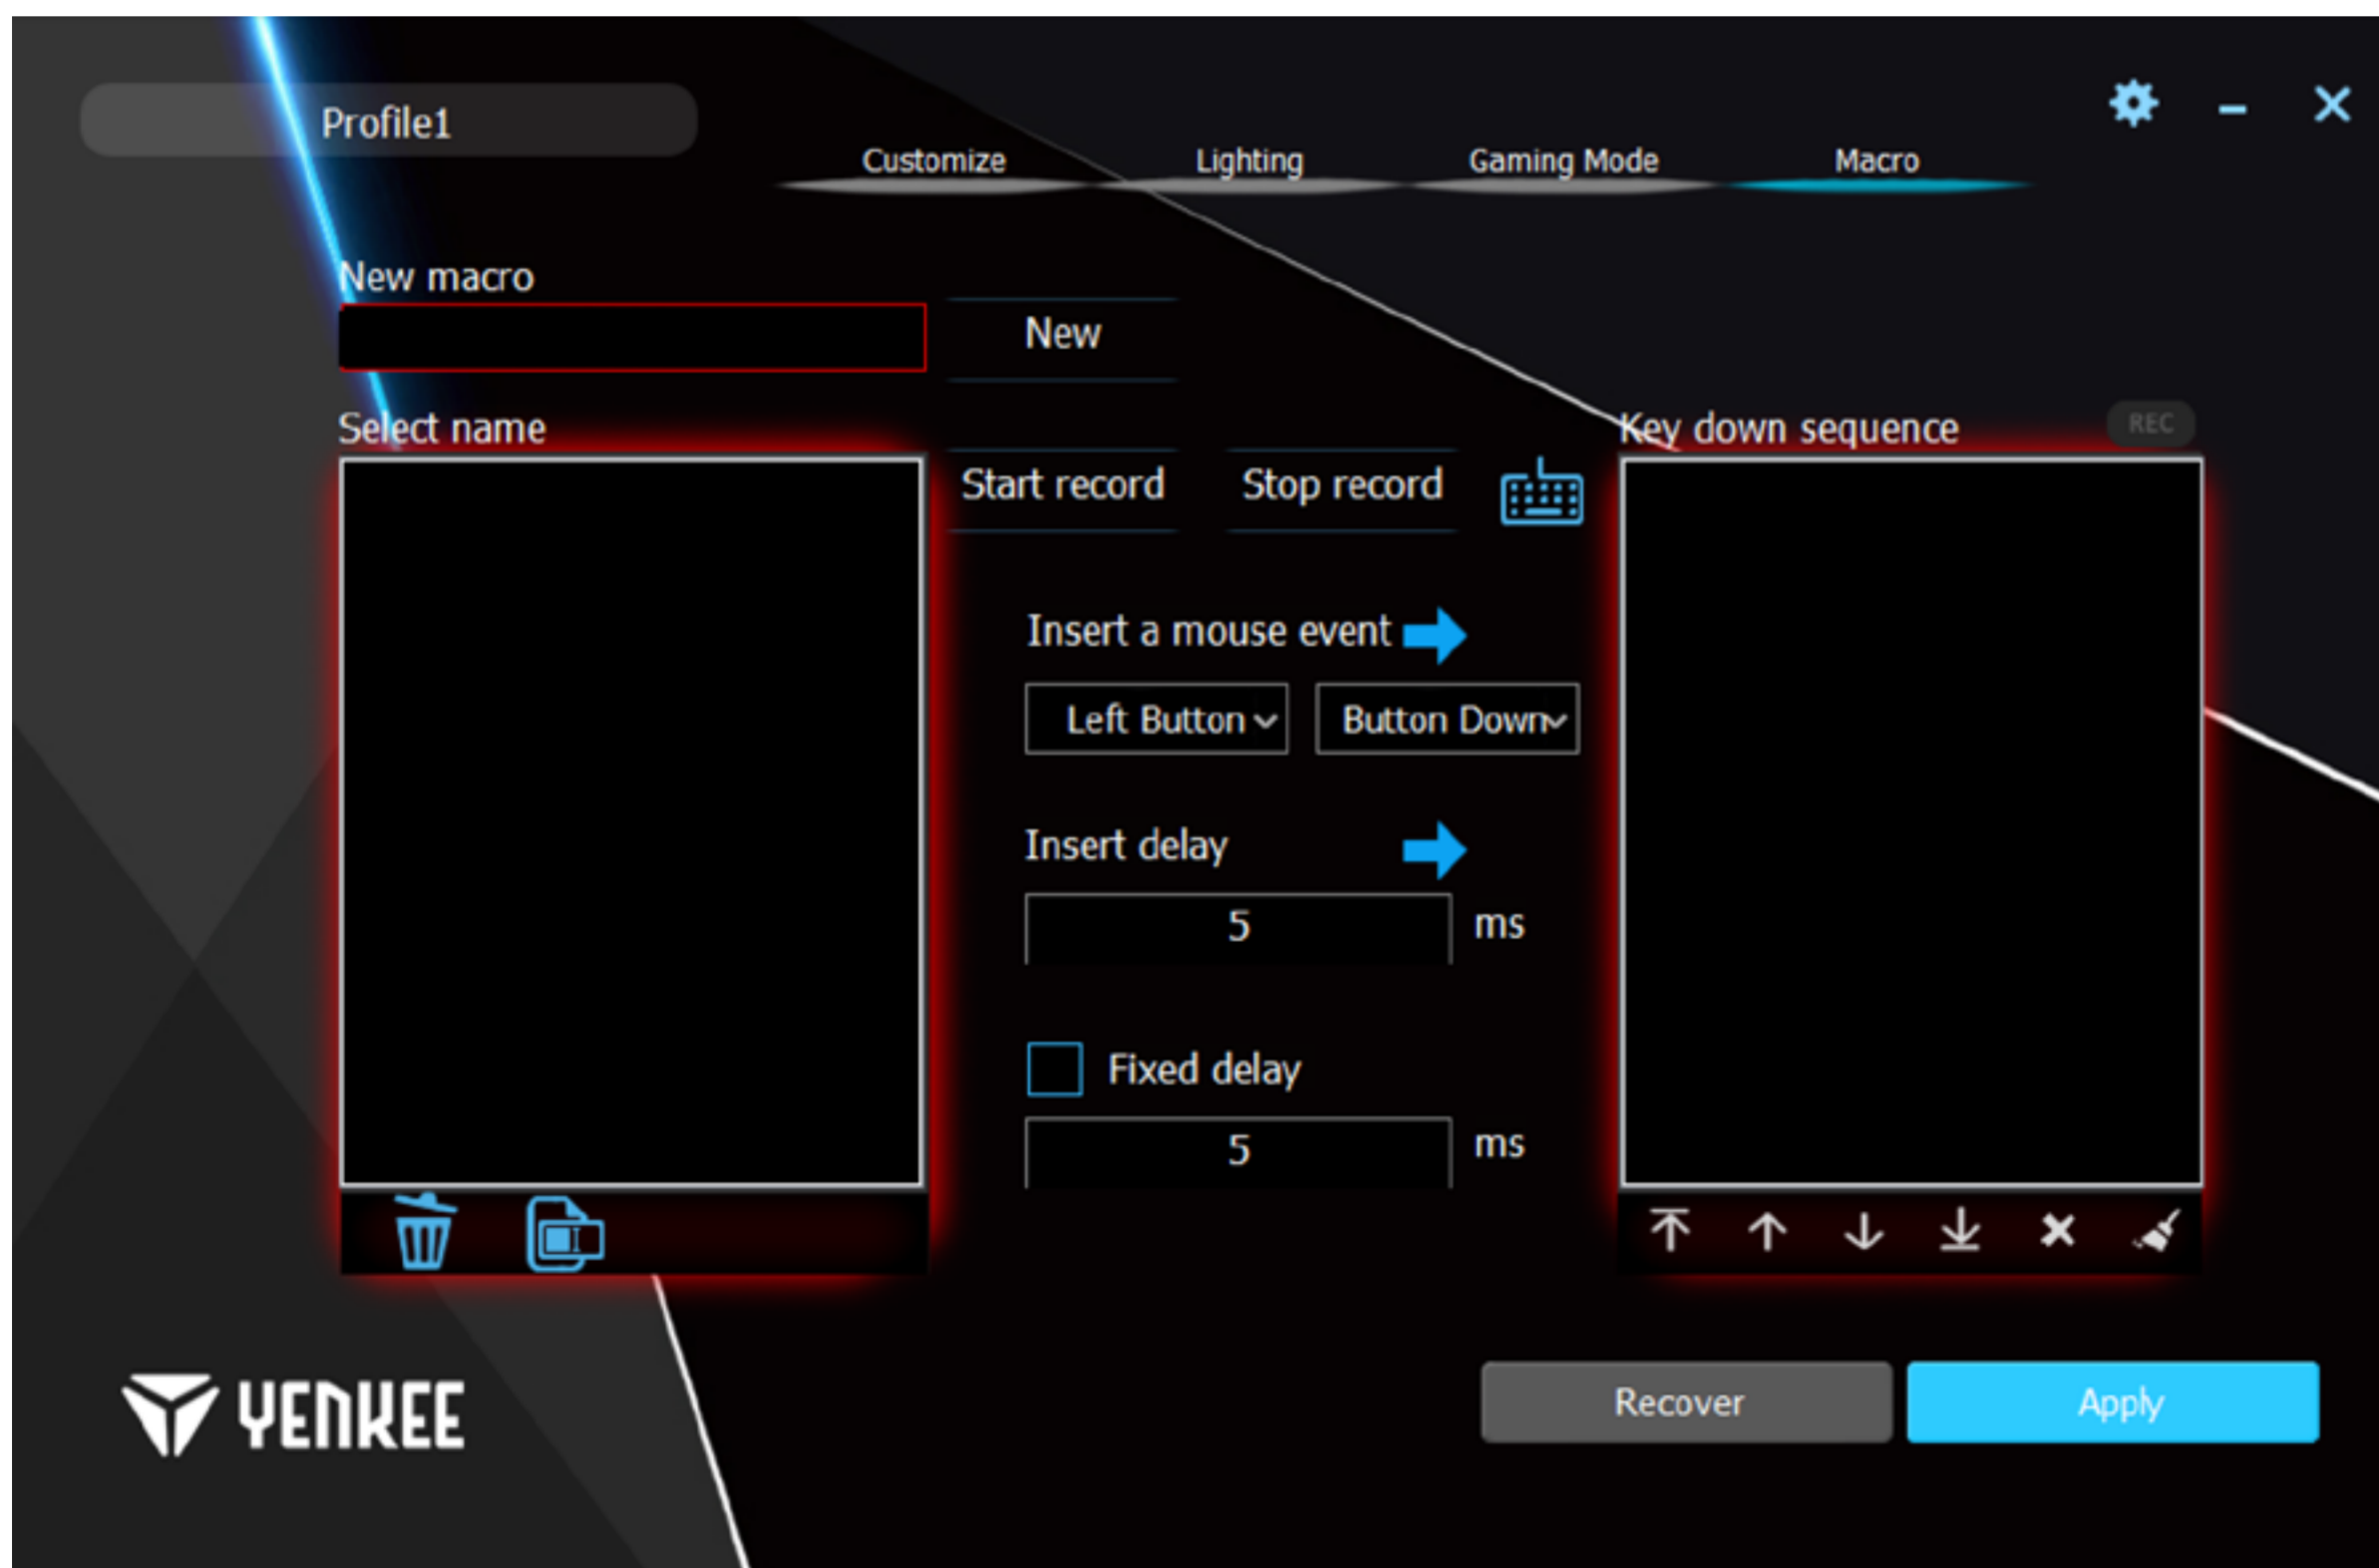 Profile1
Customize
Lighting
Gaming Mode
Macro
New macro
New
Select name
Start record
Stop record
Key down sequence
REC
Insert a mouse event
Left Button
Button Down
Insert delay
5 ms
Fixed delay
5 ms
YENKEE
Recover
Apply